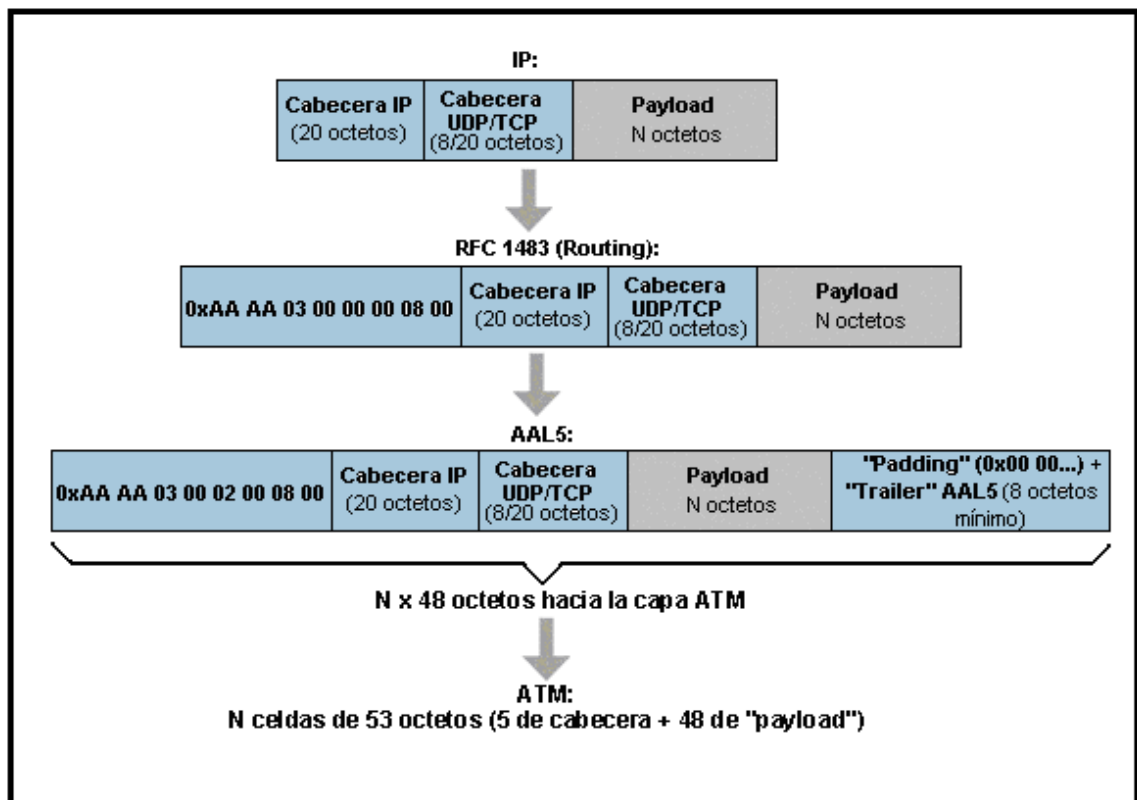 IP:
Cabecera IP
(20 octetos)
Cabecera
UDP/TCP
(8/20 octetos)
Payload
N octetos
RFC 1483 (Routing):
0xAA AA 03 00 00 00 08 00
Cabecera IP
(20 octetos)
Cabecera
UDP/TCP
(8/20 octetos)
Payload
N octetos
AAL5:
0xAA AA 03 00 02 00 08 00
Cabecera IP
(20 octetos)
Cabecera
UDP/TCP
(8/20 octetos)
Payload
N octetos
"Padding" (0x00 00...) +
"Trailer" AAL5 (8 octetos
mínimo)
N x 48 octetos hacia la capa ATM
ATM:
N celdas de 53 octetos (5 de cabecera + 48 de "payload")